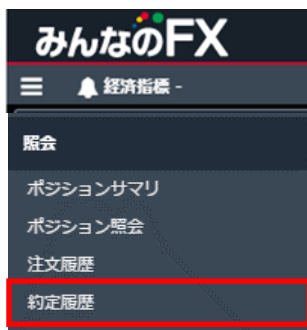 みんなのFX
経済指標 -
照会
ポジションサマリ
ポジション照会
注文履歴
約定履歴